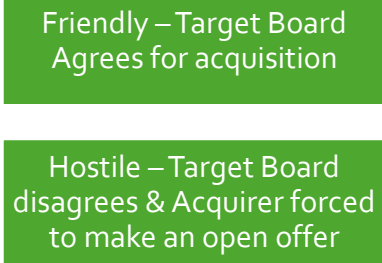 Friendly – Target Board
Agrees for acquisition
Hostile – Target Board
disagrees & Acquirer forced
to make an open offer